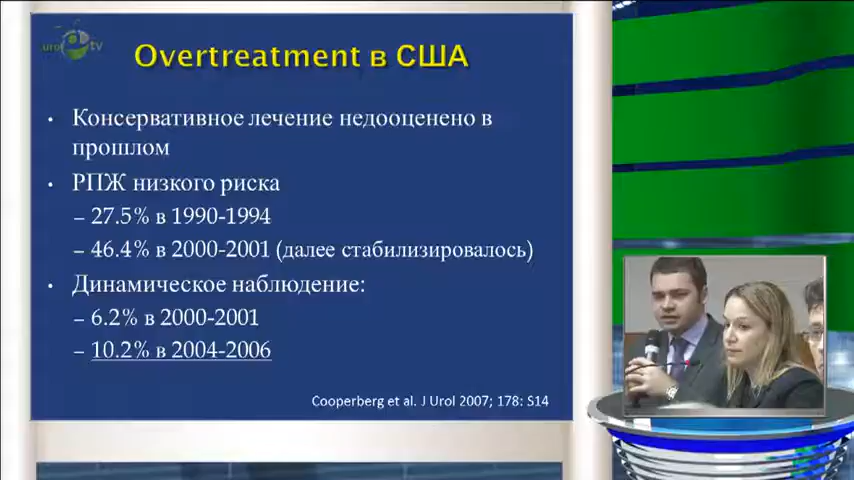 uro tv
Overtreatment в США
• Консервативное лечение недооценено в
прошлом
• РПЖ низкого риска
– 27.5% в 1990-1994
– 46.4% в 2000-2001 (далее стабилизировалось)
• Динамическое наблюдение:
– 6.2% в 2000-2001
– 10.2% в 2004-2006
Cooperberg et al. J Urol 2007; 178: S14